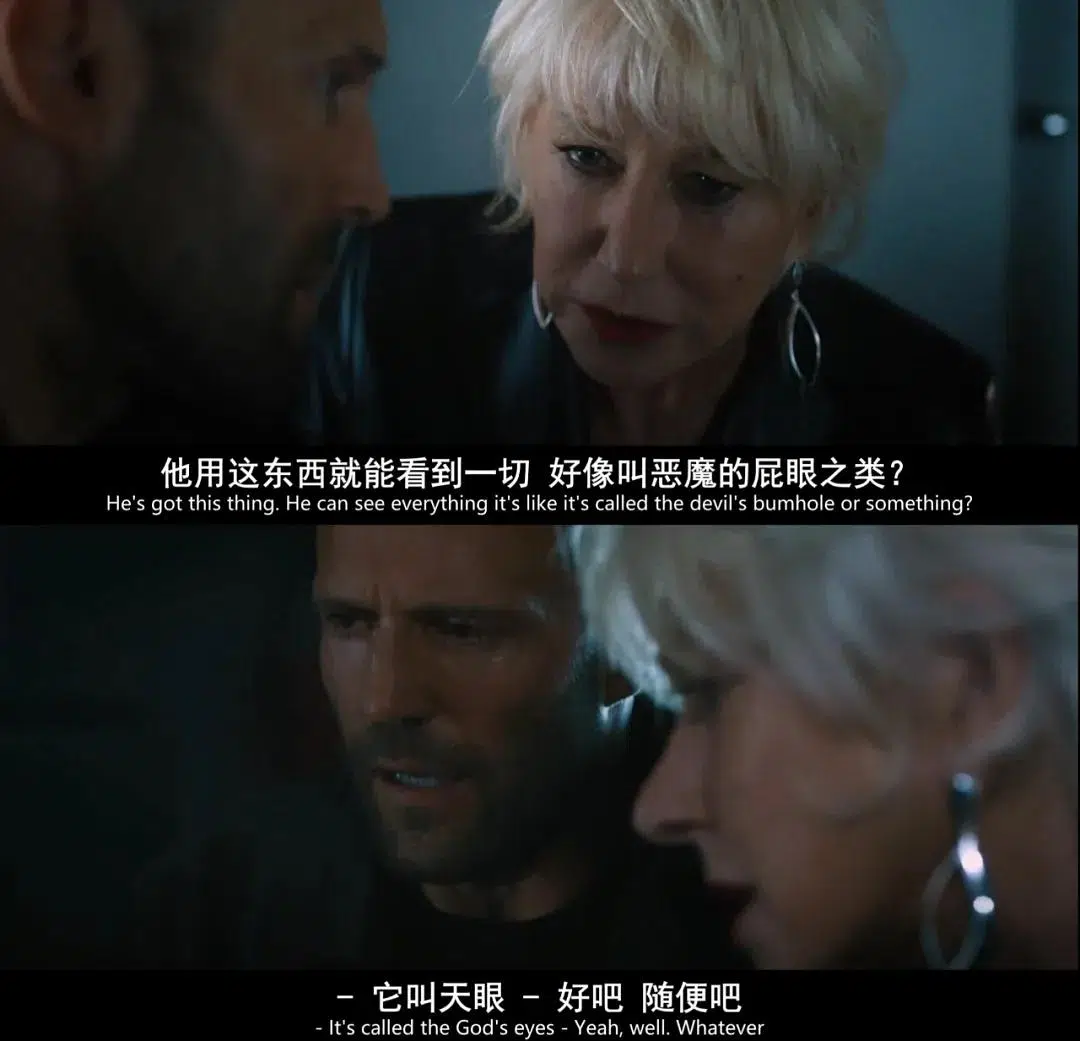 他用这东西就能看到一切 好像叫恶魔的屁眼之类?
He's got this thing. He can see everything it's like it's called the devil's bumhole or something?
- 它叫天眼 - 好吧 随便吧
- It's called the God's eyes - Yeah, well. Whatever